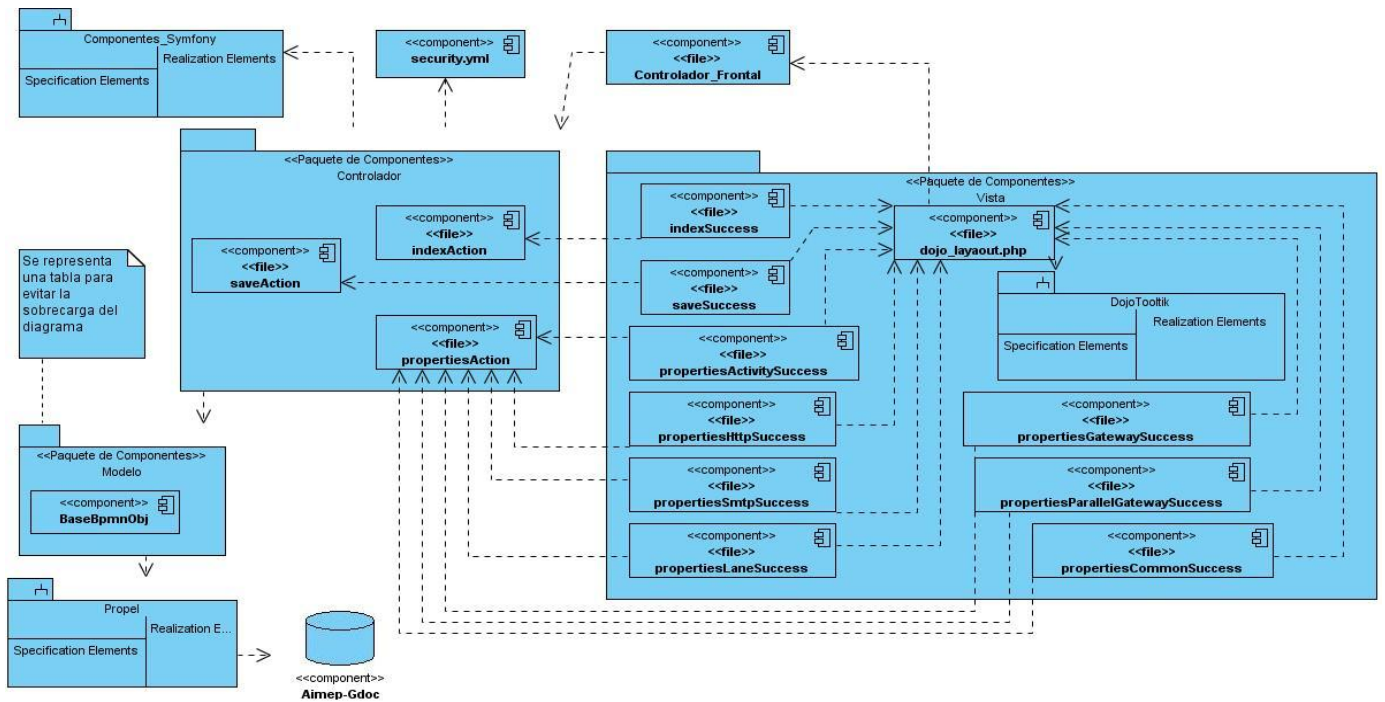 Componentes_Symfony
Realization Elements
Specification Elements
<<component>>
security.yml
<<component>>
<<file>>
Controlador_Frontal
<<Paquete de Componentes>>
Controlador
<<component>>
<<file>>
indexAction
<<component>>
<<file>>
saveAction
<<component>>
<<file>>
propertiesAction
<<Paquete de Componentes>>
Vista
<<component>>
<<file>>
indexSuccess
<<component>>
<<file>>
dojo_layaout.php
<<component>>
<<file>>
saveSuccess
DojoTooltik
Realization Elements
Specification Elements
<<component>>
<<file>>
propertiesActivitySuccess
<<component>>
<<file>>
propertiesHttpSuccess
<<component>>
<<file>>
propertiesGatewaySuccess
<<component>>
<<file>>
propertiesSmtpSuccess
<<component>>
<<file>>
propertiesParallelGatewaySuccess
<<component>>
<<file>>
propertiesLaneSuccess
<<component>>
<<file>>
propertiesCommonSuccess
Se representa
una tabla para
evitar la
sobrecarga del
diagrama
<<Paquete de Componentes>>
Modelo
<<component>>
BaseBpmnObj
Propel
Realization E...
Specification Elements
<<component>>
Aimep-Gdoc